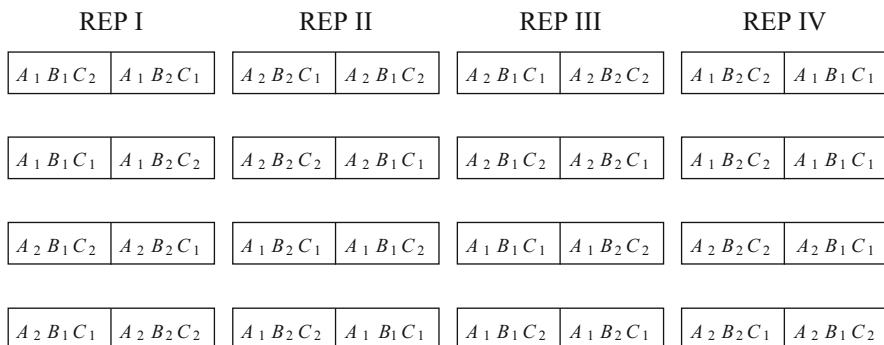 REP I REP II REP III REP IV
A₁ B₁ C₂ A₁ B₂ C₁ A₂ B₂ C₁ A₂ B₁ C₂ A₂ B₁ C₁ A₂ B₂ C₂ A₁ B₂ C₂ A₁ B₁ C₁
A₁ B₁ C₁ A₁ B₂ C₂ A₂ B₂ C₂ A₂ B₁ C₁ A₂ B₁ C₂ A₂ B₂ C₁ A₁ B₂ C₂ A₁ B₁ C₁
A₂ B₁ C₂ A₂ B₂ C₁ A₁ B₂ C₁ A₁ B₁ C₂ A₁ B₁ C₁ A₁ B₂ C₂ A₂ B₂ C₂ A₂ B₁ C₁
A₂ B₁ C₁ A₂ B₂ C₂ A₁ B₂ C₂ A₁ B₁ C₁ A₁ B₁ C₂ A₁ B₂ C₁ A₂ B₂ C₁ A₂ B₁ C₂